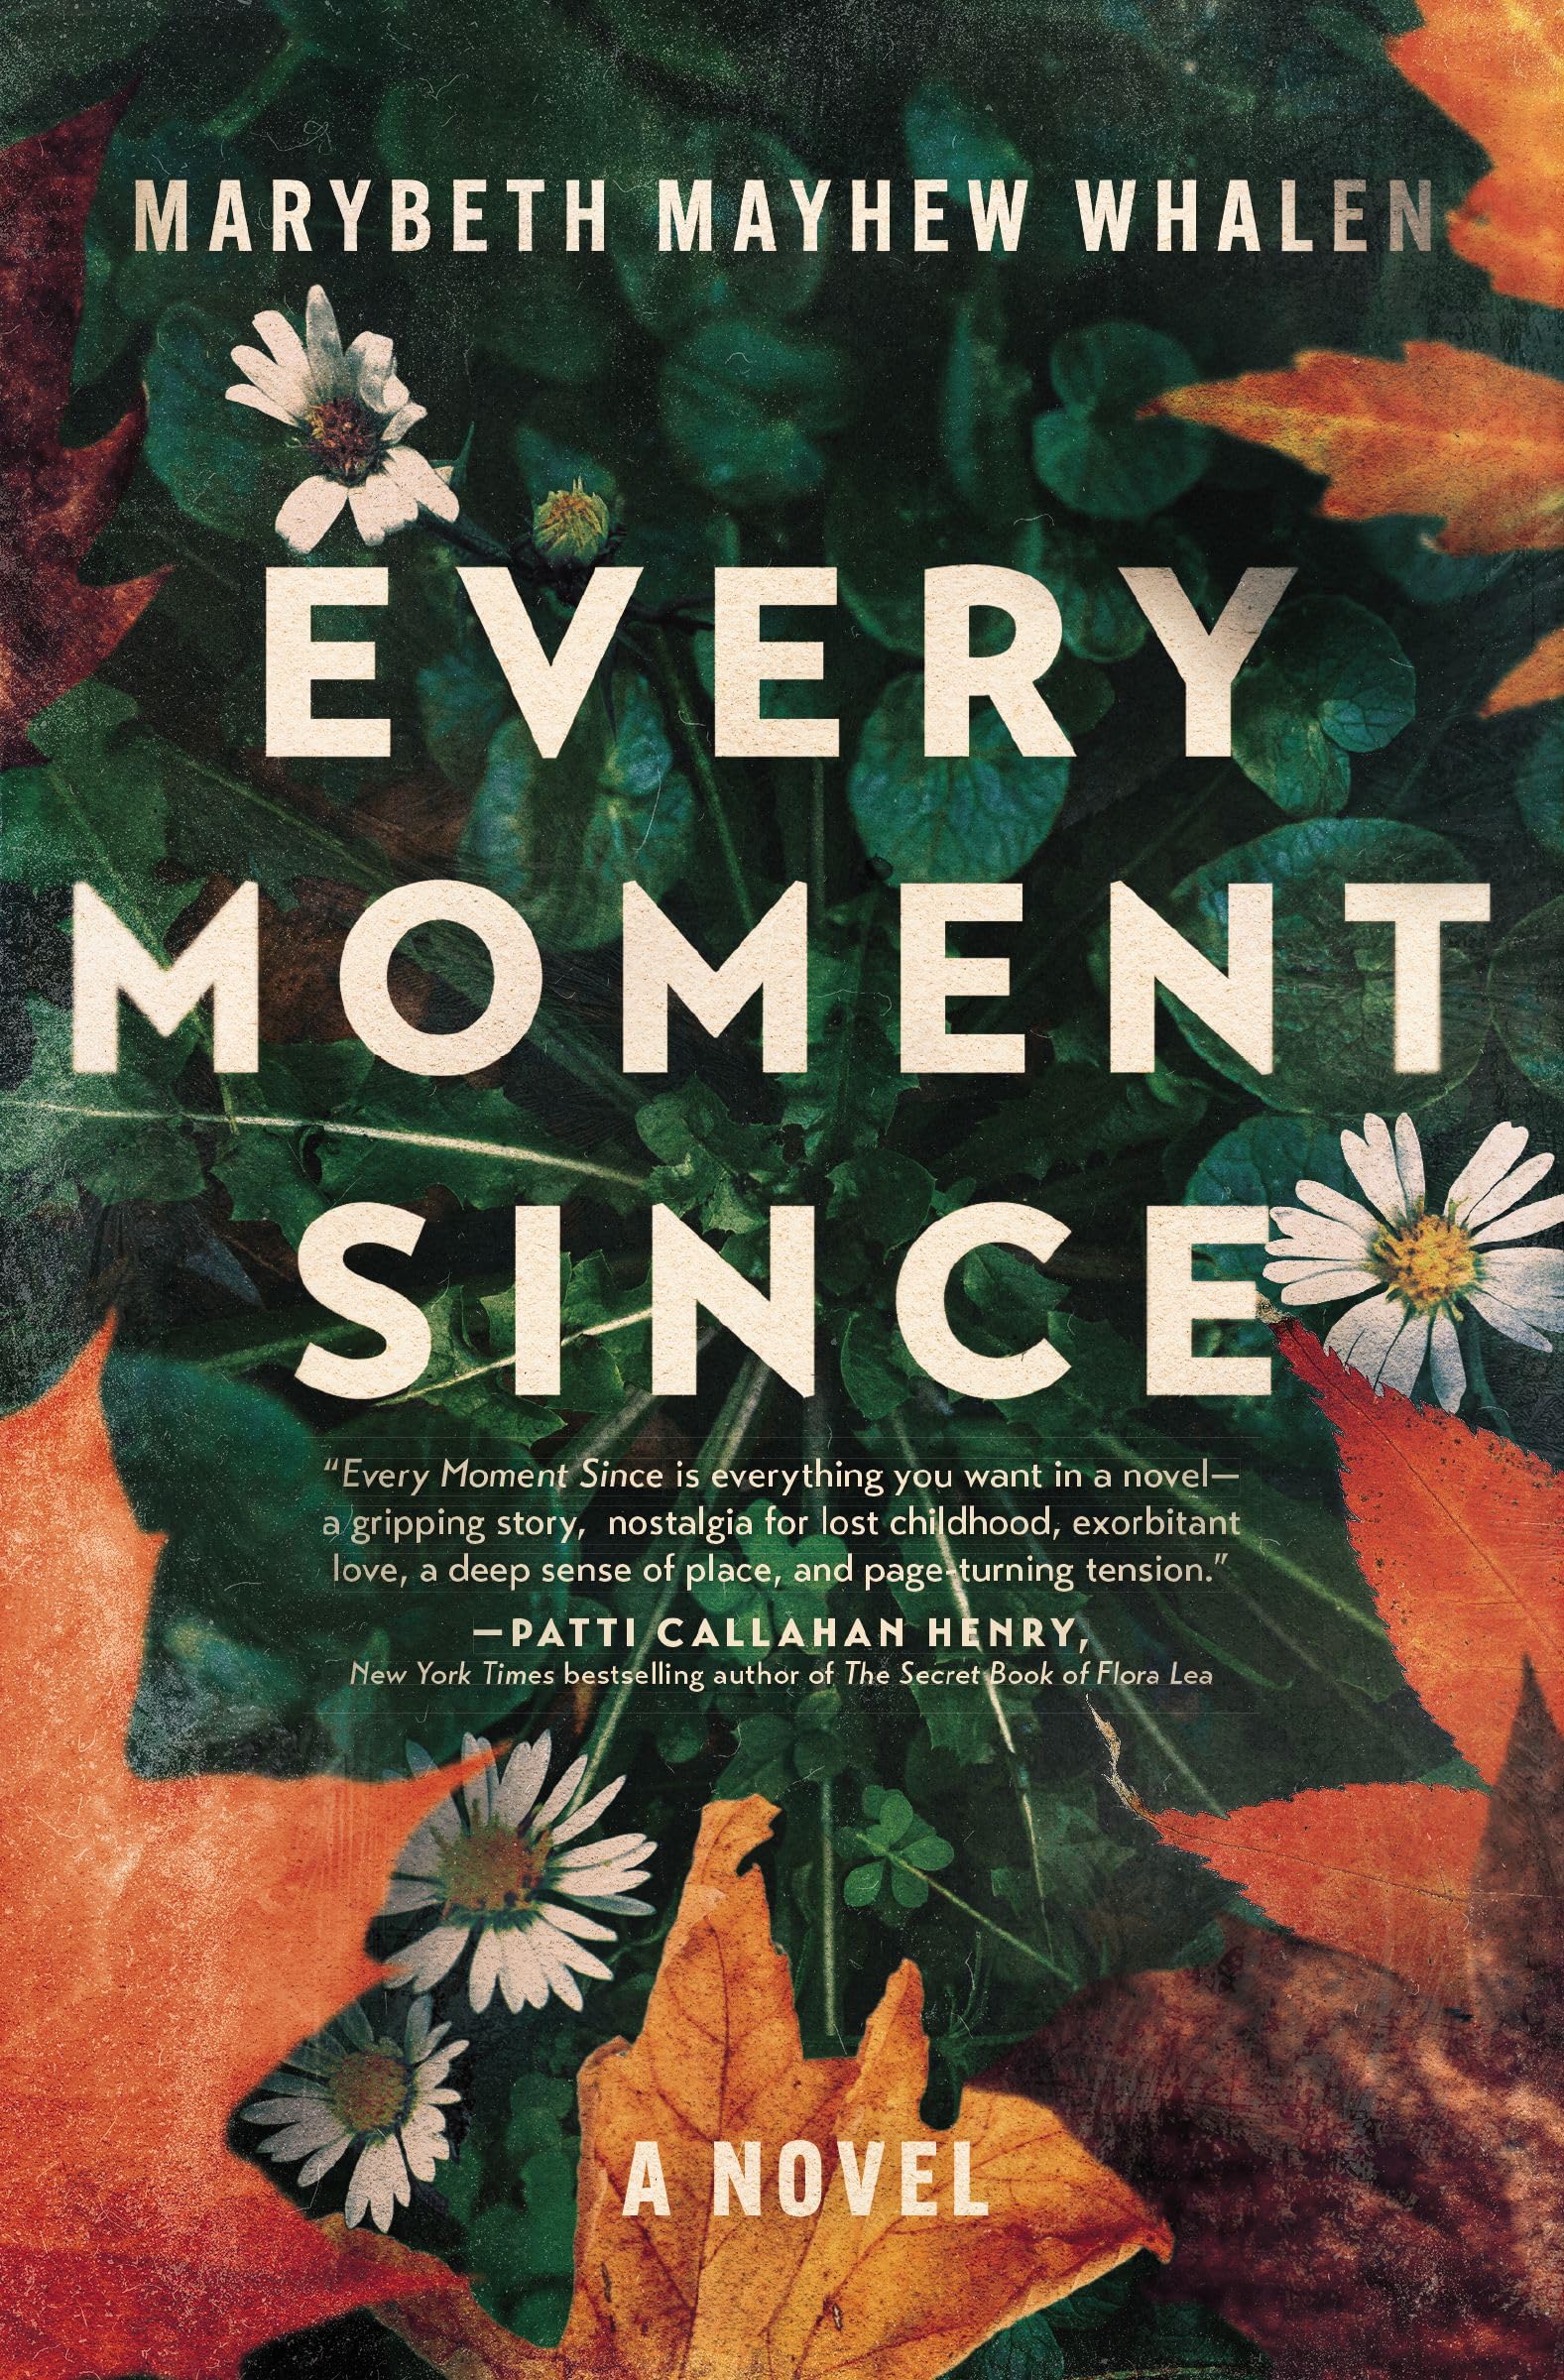 MARYBETH MAYHEW WHALEN
EVERY
MOMENT
SINCE
“Every Moment Since is everything you want in a novel—
a gripping story, nostalgia for lost childhood, exorbitant
love, a deep sense of place, and page-turning tension.”
—PATTI CALLAHAN HENRY,
New York Times bestselling author of The Secret Book of Flora Lea
A NOVEL